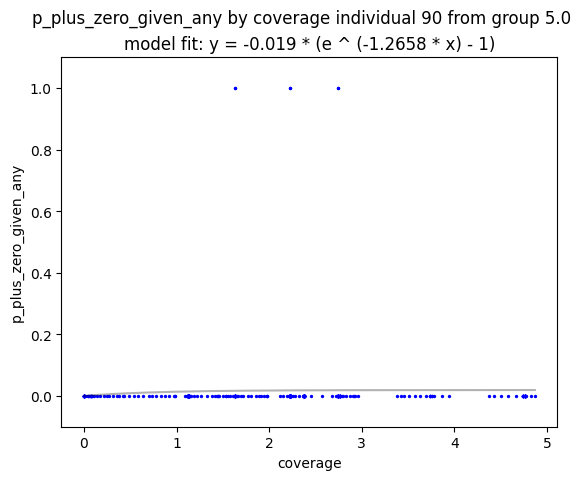 p_plus_zero_given_any by coverage individual 90 from group 5.0
model fit: y = -0.019 * (e ^ (-1.2658 * x) - 1)
1.0
0.8
0.6
0.4
0.2
0.0
p_plus_zero_given_any
0 1 2 3 4 5
coverage